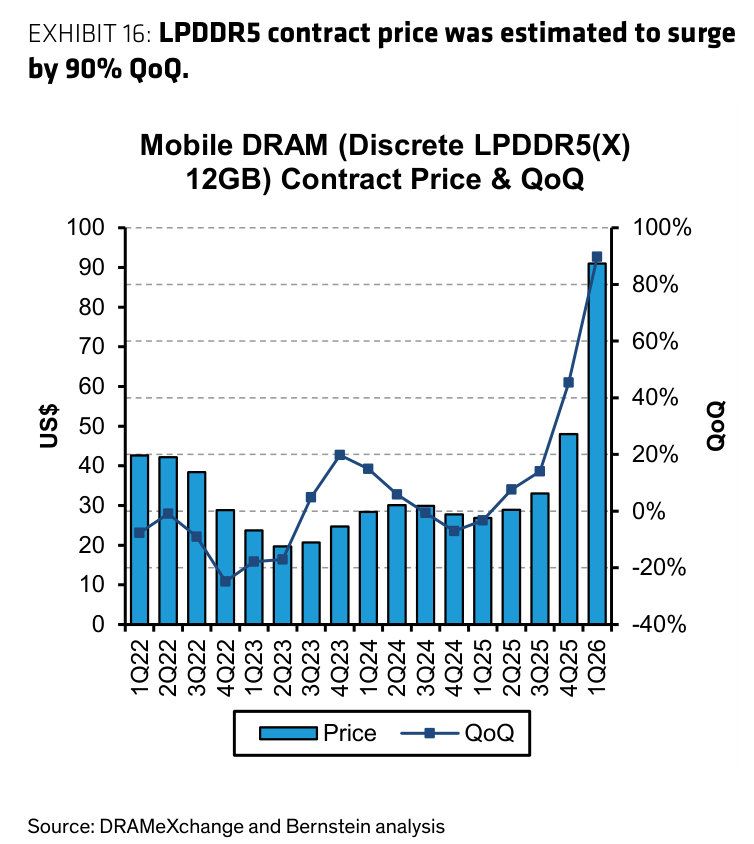 EXHIBIT 16: LPDDR5 contract price was estimated to surge
by 90% QoQ.
Mobile DRAM (Discrete LPDDR5(X)
12GB) Contract Price & QoQ
100
90
80
70
60
50
40
30
20
10
0
US$
100%
80%
60%
40%
20%
0%
-20%
-40%
QoQ
1Q22
2Q22
3Q22
4Q22
1Q23
2Q23
3Q23
4Q23
1Q24
2Q24
3Q24
4Q24
1Q25
2Q25
3Q25
4Q25
1Q26
Price
QoQ
Source: DRAMeXchange and Bernstein analysis